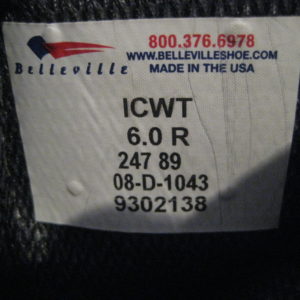 Belleville
800.376.6978
WWW.BELLEVILLESHOE.COM
MADE IN THE USA
ICWT
6.0 R
247 89
08-D-1043
9302138